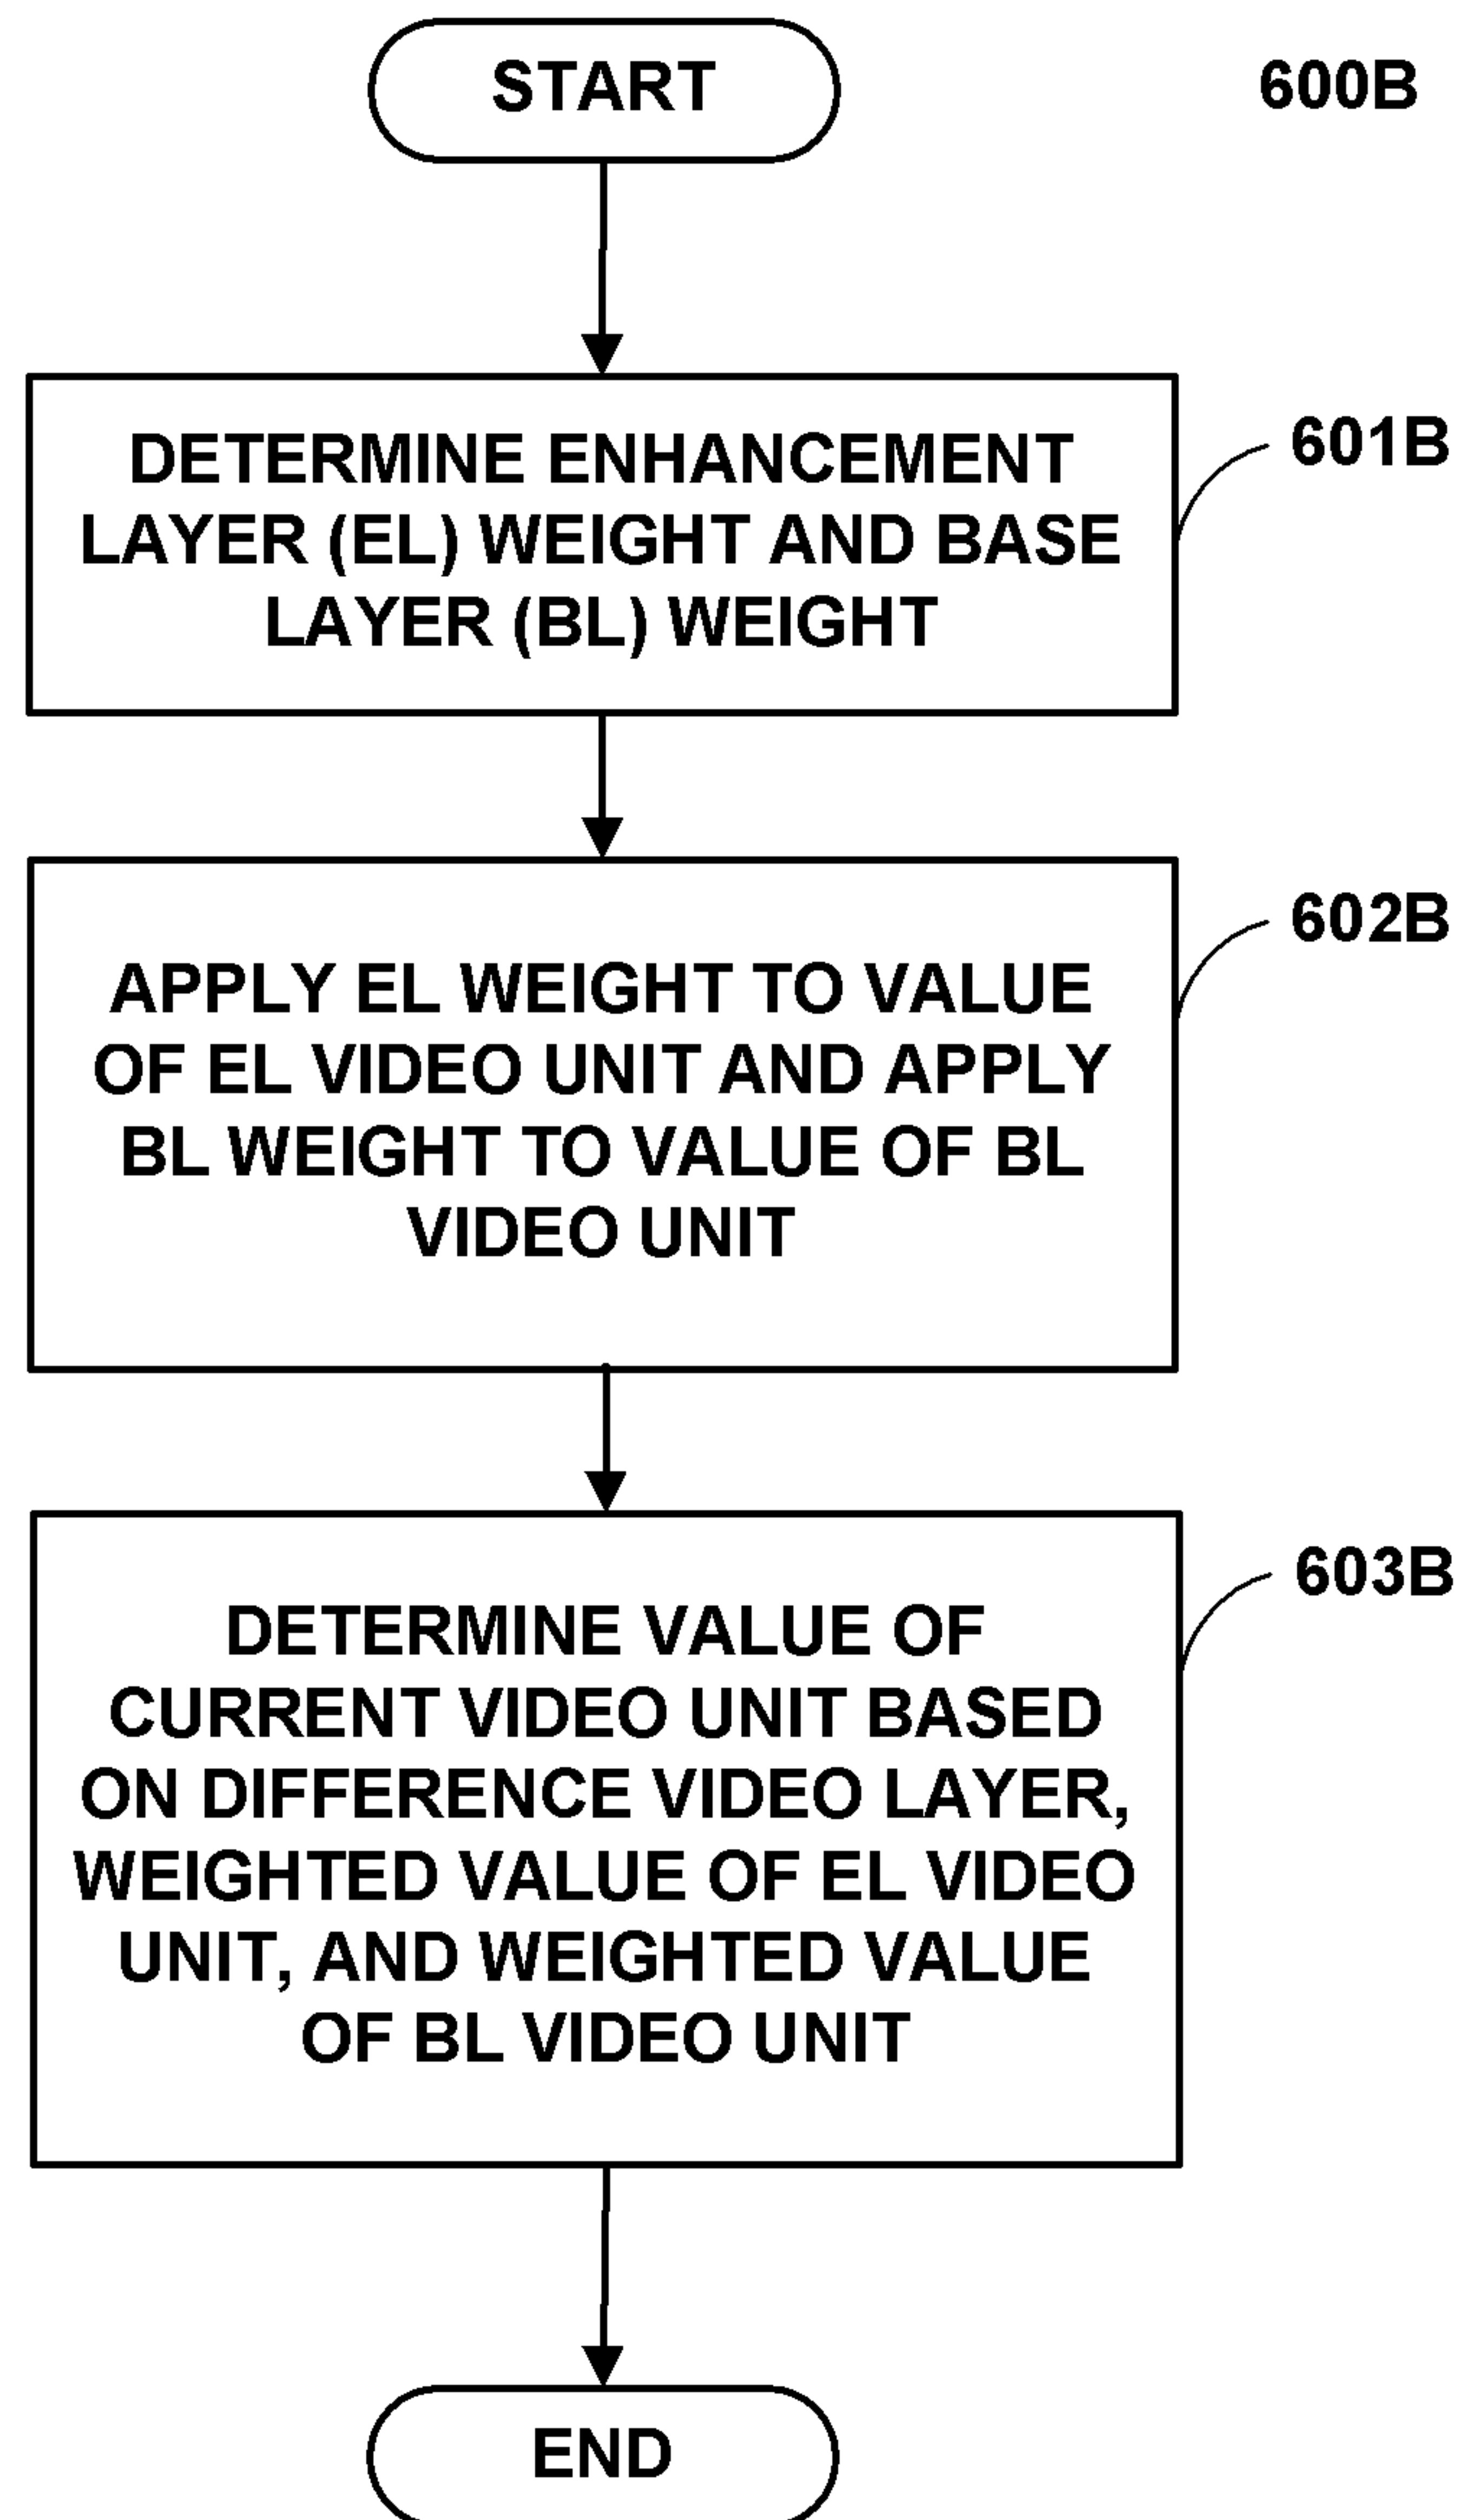 START
600B
DETERMINE ENHANCEMENT
LAYER (EL) WEIGHT AND BASE
LAYER (BL) WEIGHT
601B
APPLY EL WEIGHT TO VALUE
OF EL VIDEO UNIT AND APPLY
BL WEIGHT TO VALUE OF BL
VIDEO UNIT
602B
DETERMINE VALUE OF
CURRENT VIDEO UNIT BASED
ON DIFFERENCE VIDEO LAYER,
WEIGHTED VALUE OF EL VIDEO
UNIT, AND WEIGHTED VALUE
OF BL VIDEO UNIT
603B
END